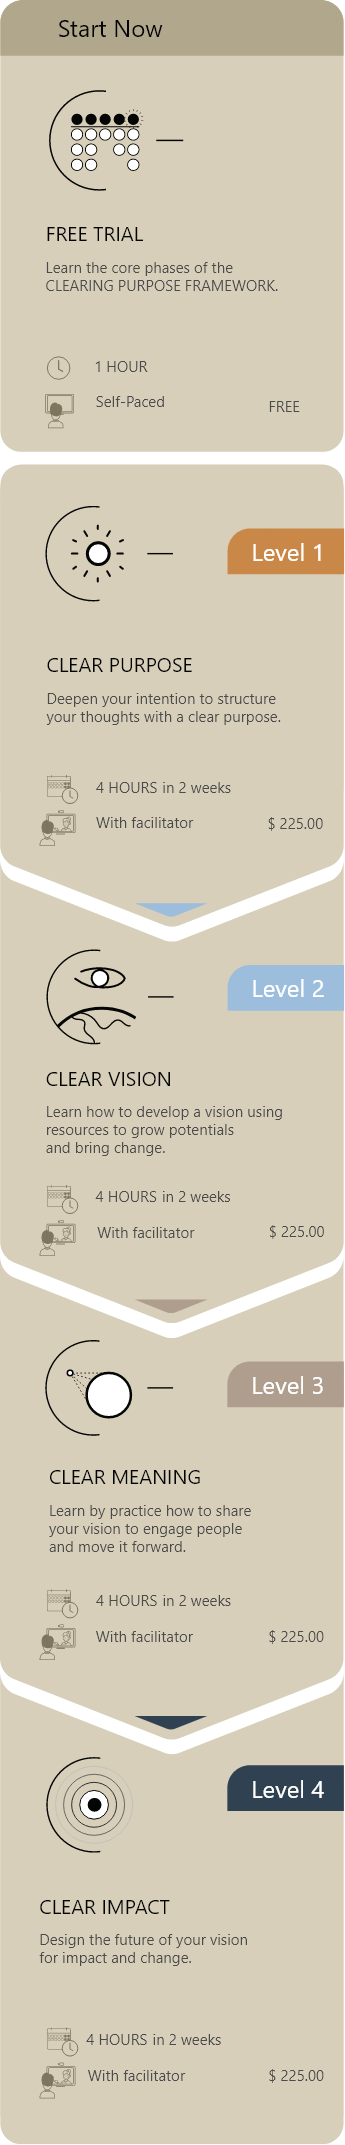 Start Now
FREE TRIAL
Learn the core phases of the
CLEARING PURPOSE FRAMEWORK.
1 HOUR
Self-Paced
FREE
Level 1
CLEAR PURPOSE
Deepen your intention to structure
your thoughts with a clear purpose.
4 HOURS in 2 weeks
With facilitator
$ 225.00
Level 2
CLEAR VISION
Learn how to develop a vision using
resources to grow potentials
and bring change.
4 HOURS in 2 weeks
With facilitator
$ 225.00
Level 3
CLEAR MEANING
Learn by practice how to share
your vision to engage people
and move it forward.
4 HOURS in 2 weeks
With facilitator
$ 225.00
Level 4
CLEAR IMPACT
Design the future of your vision
for impact and change.
4 HOURS in 2 weeks
With facilitator
$ 225.00